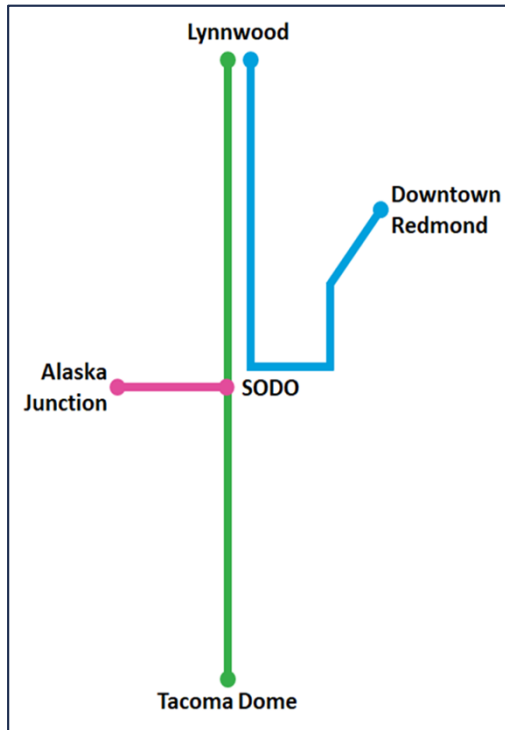 Lynnwood
Downtown
Redmond
Alaska
Junction
SODO
Tacoma Dome